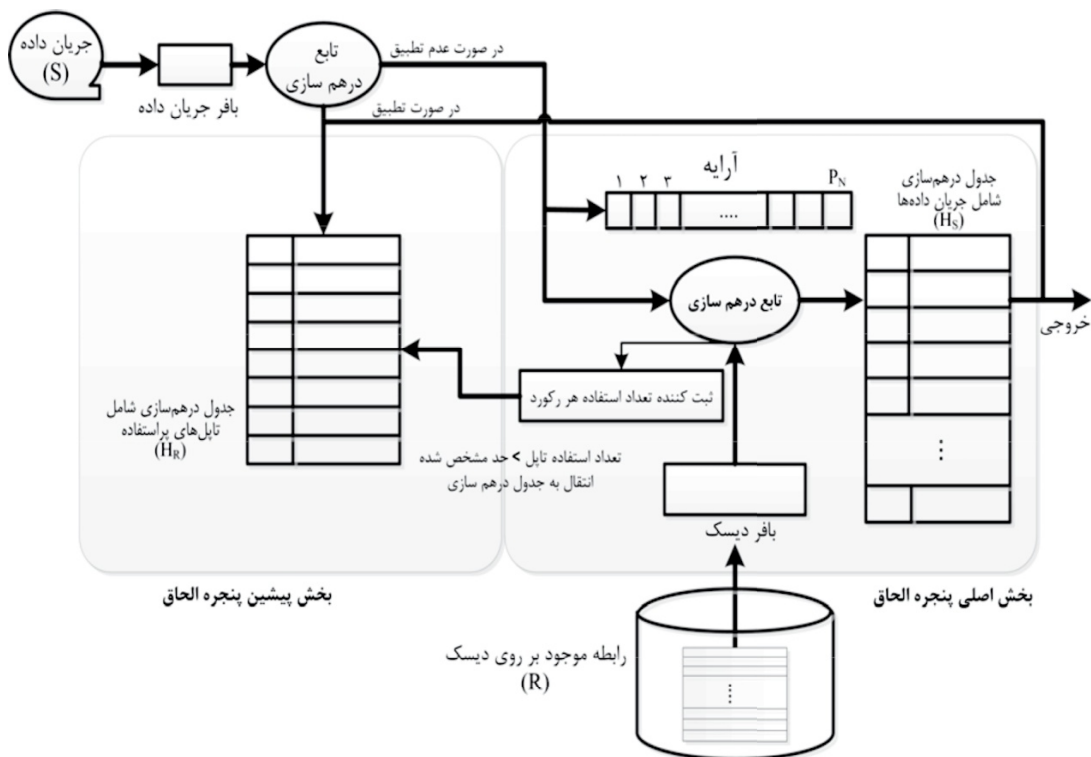 جریان داده
(S)
بافر جریان داده
تابع
درهم سازی
در صورت عدم تطبیق
در صورت تطبیق
آرایه
۱ ۲ ۳ .... P_N
جدول درهم‌سازی
شامل جریان داده‌ها
(H_S)
تابع درهم سازی
خروجی
ثبت کننده تعداد استفاده هر رکورد
جدول درهم‌سازی شامل
تاپل‌های پراستفاده
(H_R)
تعداد استفاده تاپل > حد مشخص شده
انتقال به جدول درهم سازی
⋮
بافر دیسک
بخش پیشین پنجره الحاق
بخش اصلی پنجره الحاق
رابطه موجود بر روی دیسک
(R)
⋮